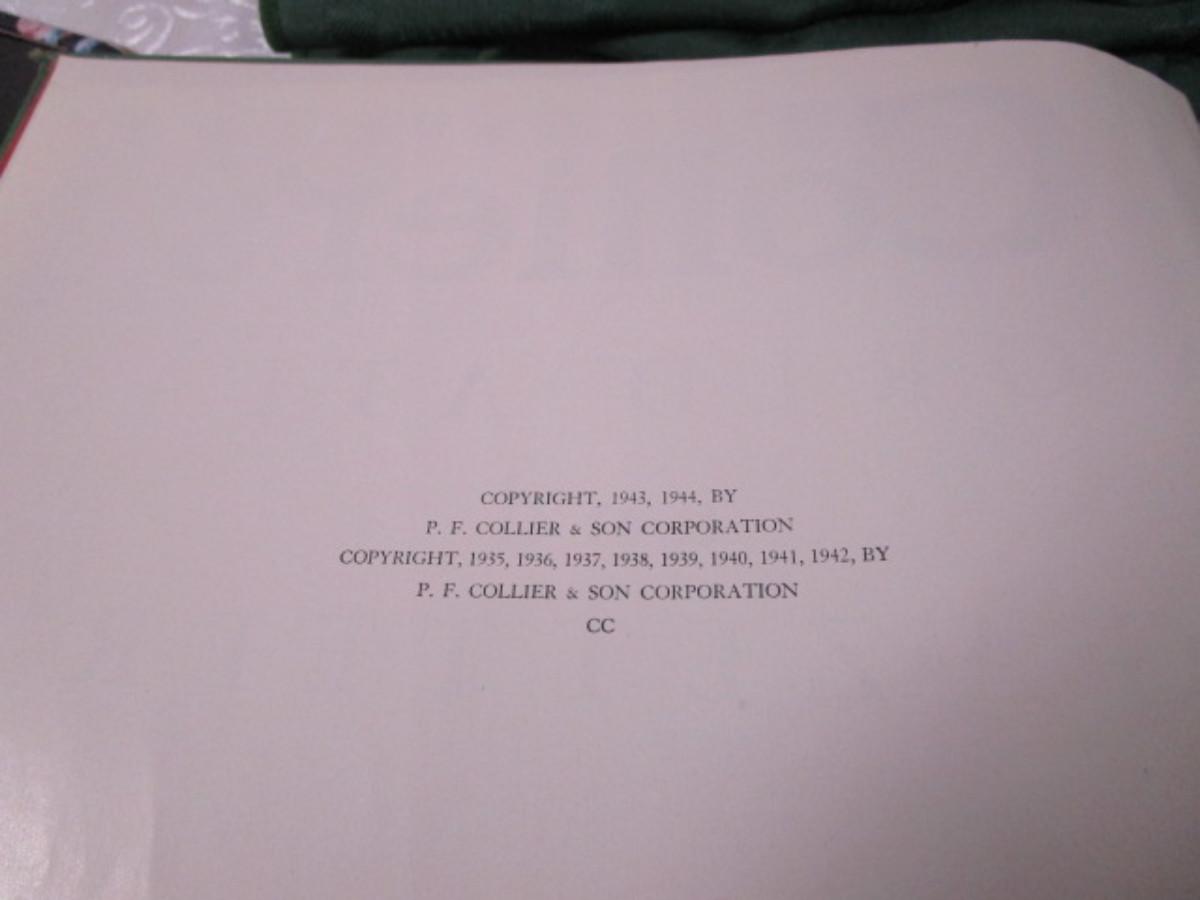 COPYRIGHT, 1943, 1944, BY
P. F. COLLIER & SON CORPORATION
COPYRIGHT, 1935, 1936, 1937, 1938, 1939, 1940, 1941, 1942, BY
P. F. COLLIER & SON CORPORATION
CC